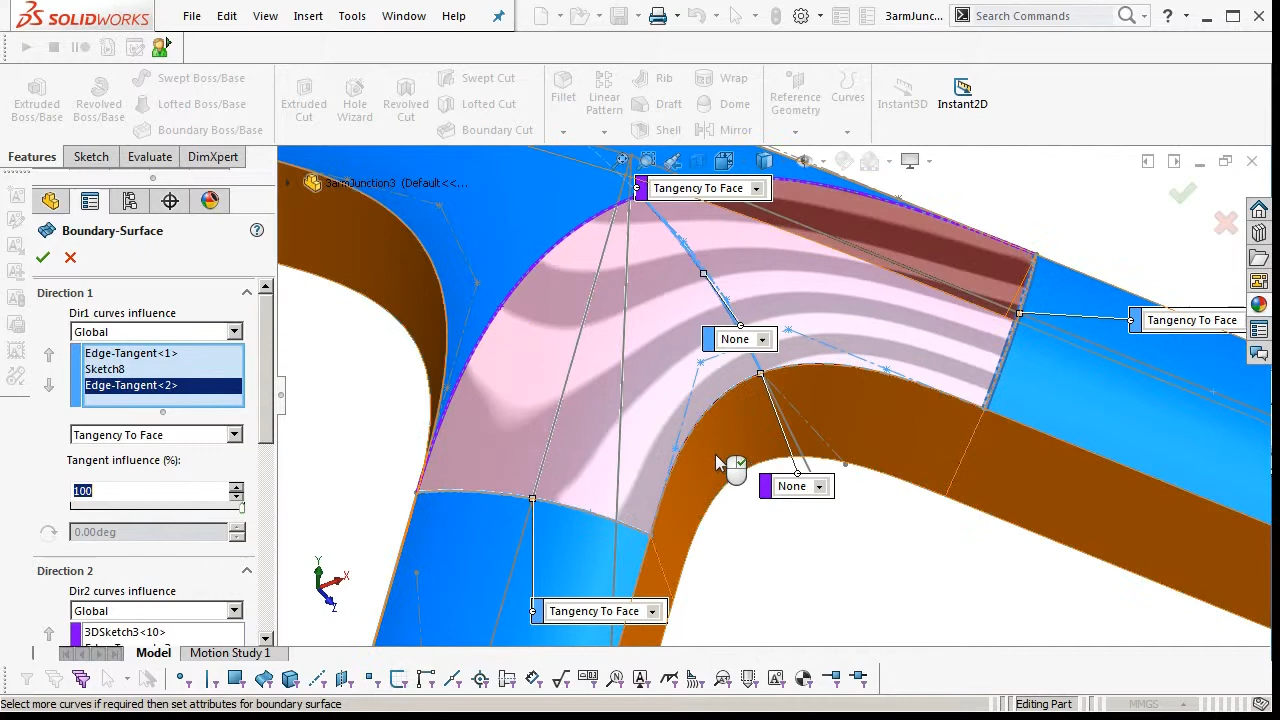 SOLIDWORKS
File Edit View Insert Tools Window Help
3armJunc...
Search Commands
?
Extruded Boss/Base
Revolved Boss/Base
Swept Boss/Base
Lofted Boss/Base
Boundary Boss/Base
Extruded Cut
Hole Wizard
Revolved Cut
Swept Cut
Lofted Cut
Boundary Cut
Fillet
Linear Pattern
Rib
Draft
Shell
Wrap
Dome
Mirror
Reference Geometry
Curves
Instant3D
Instant2D
Features Sketch Evaluate DimXpert
3armJunction3 (Default<<...
Boundary-Surface
Direction 1
Dir1 curves influence
Global
Edge-Tangent<1>
Sketch8
Edge-Tangent<2>
Tangency To Face
Tangent influence (%):
100
0.00deg
Direction 2
Dir2 curves influence
Global
3DSketch3<10>
Tangency To Face
Tangency To Face
None
None
Tangency To Face
Y
X
Z
Model Motion Study 1
Select more curves if required then set attributes for boundary surface
Editing Part
MMGS